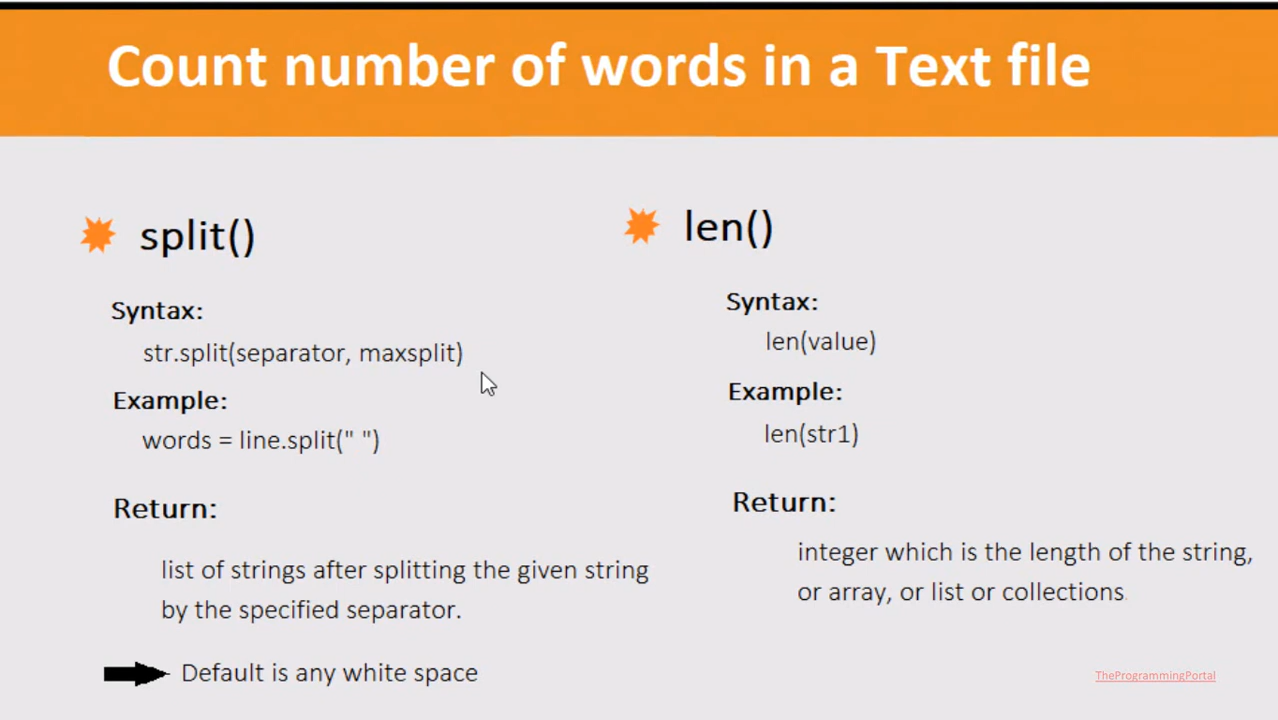 Count number of words in a Text file
split()
Syntax:
str.split(separator, maxsplit)
Example:
words = line.split(" ")
Return:
list of strings after splitting the given string
by the specified separator.
Default is any white space
len()
Syntax:
len(value)
Example:
len(str1)
Return:
integer which is the length of the string,
or array, or list or collections.
TheProgrammingPortal